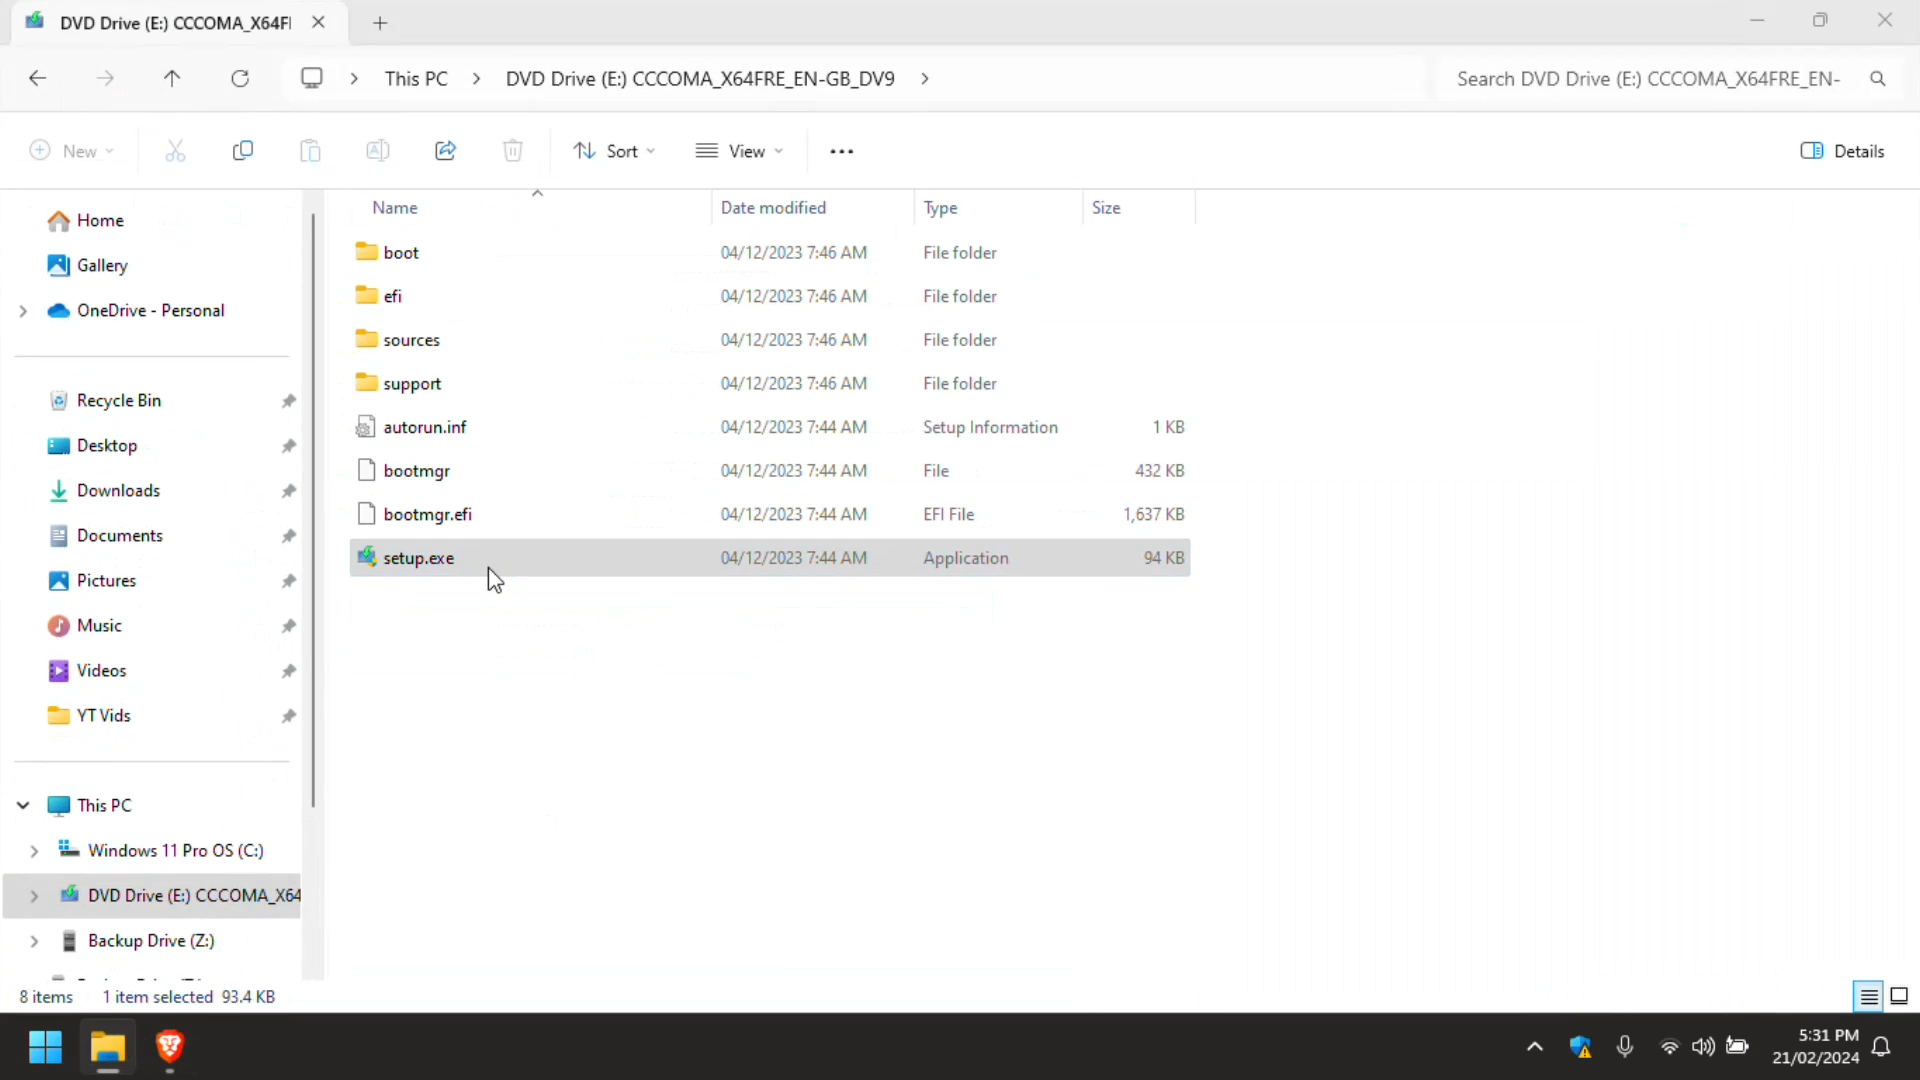 DVD Drive (E:) CCCOMA_X64FI
This PC > DVD Drive (E:) CCCOMA_X64FRE_EN-GB_DV9 >
Search DVD Drive (E:) CCCOMA_X64FRE_EN-
New
Sort
View
Details
Name Date modified Type Size
boot 04/12/2023 7:46 AM File folder
efi 04/12/2023 7:46 AM File folder
sources 04/12/2023 7:46 AM File folder
support 04/12/2023 7:46 AM File folder
autorun.inf 04/12/2023 7:44 AM Setup Information 1 KB
bootmgr 04/12/2023 7:44 AM File 432 KB
bootmgr.efi 04/12/2023 7:44 AM EFI File 1,637 KB
setup.exe 04/12/2023 7:44 AM Application 94 KB
Home
Gallery
OneDrive - Personal
Recycle Bin
Desktop
Downloads
Documents
Pictures
Music
Videos
YT Vids
This PC
Windows 11 Pro OS (C:)
DVD Drive (E:) CCCOMA_X64
Backup Drive (Z:)
8 items 1 item selected 93.4 KB
5:31 PM
21/02/2024